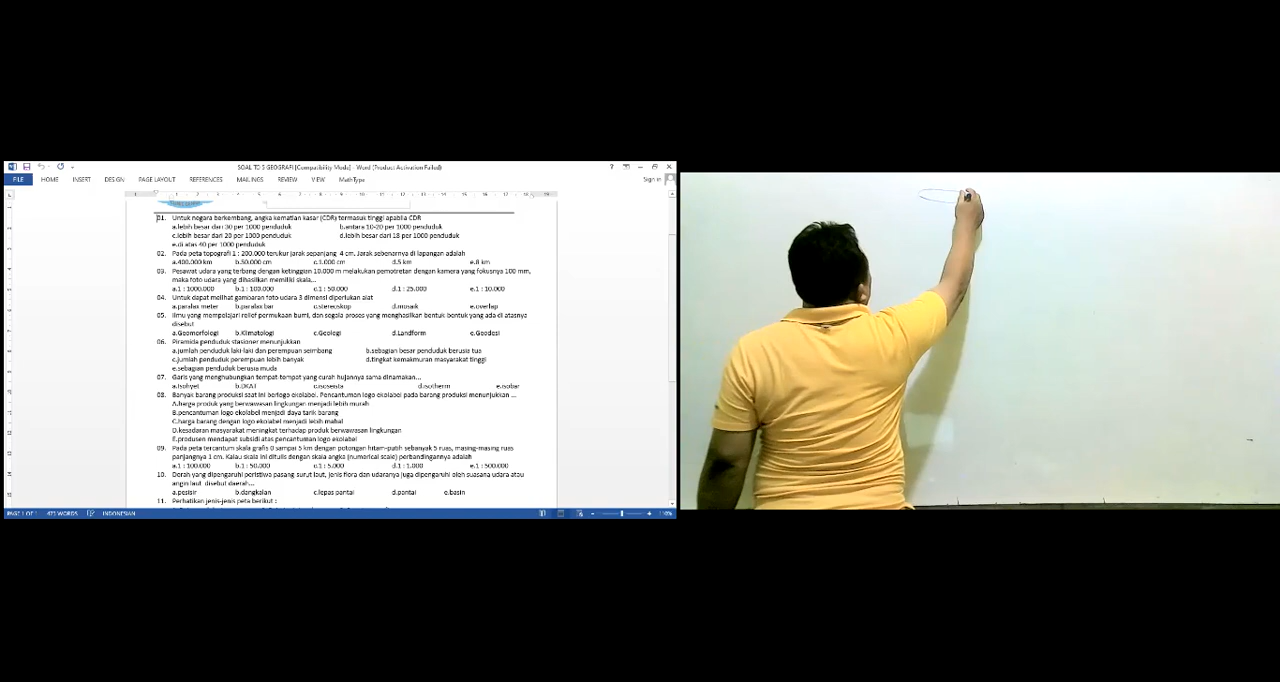 SOAL TO 5 GEOGRAFI [Compatibility Mode] - Word (Product Activation Failed)
FILE HOME INSERT DESIGN PAGE LAYOUT REFERENCES MAILINGS REVIEW VIEW MathType Sign in
01. Untuk negara berkembang, angka kematian kasar (CDR) termasuk tinggi apabila CDR
a.lebih besar dari 30 per 1000 penduduk b.antara 10-20 per 1000 penduduk
c.lebih besar dari 20 per 1000 penduduk d.lebih besar dari 18 per 1000 penduduk
e.di atas 40 per 1000 penduduk
02. Pada peta topografi 1 : 200.000 terukur jarak sepanjang 4 cm. Jarak sebenarnya di lapangan adalah
a.400.000 km b.50.000 cm c.1.000 cm d.5 km e.8 km
03. Pesawat udara yang terbang dengan ketinggian 10.000 m melakukan pemotretan dengan kamera yang fokusnya 100 mm,
maka foto udara yang dihasilkan memiliki skala...
a.1 : 1000.000 b.1 : 100.000 c.1 : 50.000 d.1 : 25.000 e.1 : 10.000
04. Untuk dapat melihat gambaran foto udara 3 dimensi diperlukan alat
a.paralax meter b.paralax bar c.stereoskop d.mosaik e.overlap
05. Ilmu yang mempelajari relief permukaan bumi, dan segala proses yang menghasilkan bentuk-bentuk yang ada di atasnya
disebut
a.Geomorfologi b.Klimatologi c.Geologi d.Landform e.Geodesi
06. Piramida penduduk stasioner menunjukkan
a.jumlah penduduk laki-laki dan perempuan seimbang b.sebagian besar penduduk berusia tua
c.jumlah penduduk perempuan lebih banyak d.tingkat kemakmuran masyarakat tinggi
e.sebagian penduduk berusia muda
07. Garis yang menghubungkan tempat-tempat yang curah hujannya sama dinamakan...
a.Isohyet b.DKAT c.isoseista d.isotherm e.isobar
08. Banyak barang produksi saat ini berlogo ekolabel. Pencantuman logo ekolabel pada barang produksi menunjukkan ...
A.harga produk yang berwawasan lingkungan menjadi lebih murah
B.pencantuman logo ekolabel menjadi daya tarik barang
C.harga barang dengan logo ekolabel menjadi lebih mahal
D.kesadaran masyarakat meningkat terhadap produk berwawasan lingkungan
E.produsen mendapat subsidi atas pencantuman logo ekolabel
09. Pada peta tercantum skala grafis 0 sampai 5 km dengan potongan hitam-putih sebanyak 5 ruas, masing-masing ruas
panjangnya 1 cm. Kalau skala ini ditulis dengan skala angka (numerical scale) perbandingannya adalah
a.1 : 100.000 b.1 : 50.000 c.1 : 5.000 d.1 : 1.000 e.1 : 500.000
10. Derah yang dipengaruhi peristiwa pasang surut laut, jenis flora dan udaranya juga dipengaruhi oleh suasana udara atau
angin laut disebut daerah...
a.pesisir b.dangkalan c.lepas pantai d.pantai e.basin
11. Perhatikan jenis-jenis peta berikut :
PAGE 1 OF 473 WORDS INDONESIAN